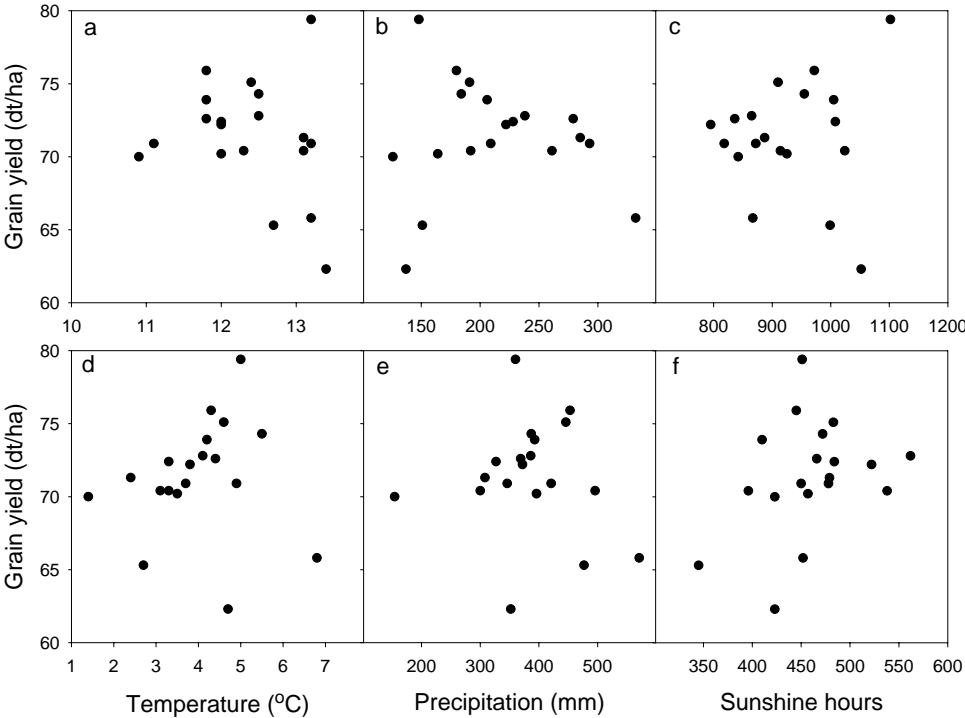 80
75
70
65
60
Grain yield (dt/ha)
a
b
c
10 11 12 13
150 200 250 300
800 900 1000 1100 1200
80
75
70
65
60
Grain yield (dt/ha)
d
e
f
1 2 3 4 5 6 7
200 300 400 500
350 400 450 500 550 600
Temperature (°C)
Precipitation (mm)
Sunshine hours